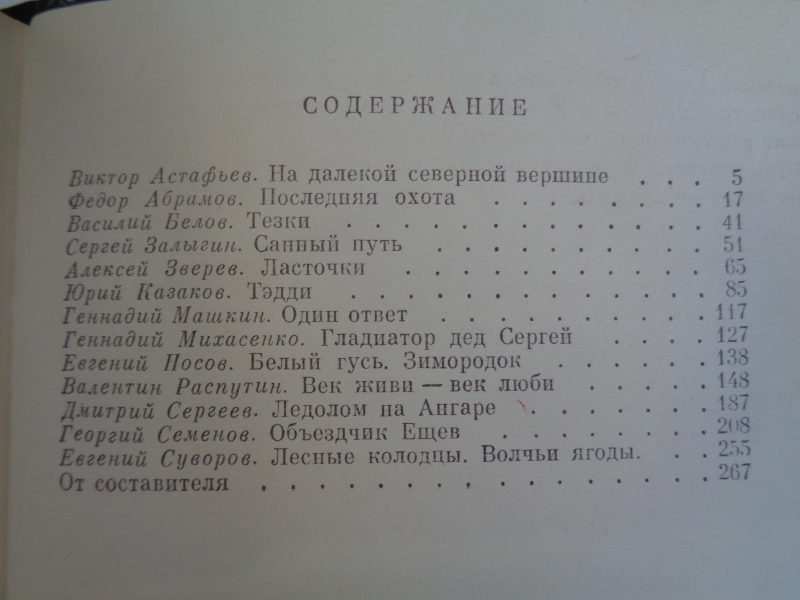 СОДЕРЖАНИЕ
Виктор Астафьев. На далекой северной вершине . . . 5
Федор Абрамов. Последняя охота . . . . . . . 17
Василий Белов. Тезки . . . . . . . . . . . . 41
Сергей Залыгин. Санный путь . . . . . . . . . 51
Алексей Зверев. Ласточки . . . . . . . . . . 65
Юрий Казаков. Тэдди . . . . . . . . . . . . 85
Геннадий Машкин. Один ответ . . . . . . . . . 117
Геннадий Михасенко. Гладиатор дед Сергей . . . . 127
Евгений Носов. Белый гусь. Зимородок . . . . . 138
Валентин Распутин. Век живи — век люби . . . . 148
Дмитрий Сергеев. Ледолом на Ангаре . . . . . . 187
Георгий Семенов. Объездчик Ещев . . . . . . . 208
Евгений Суворов. Лесные колодцы. Волчьи ягоды. . . 255
От составителя . . . . . . . . . . . . . . . 267